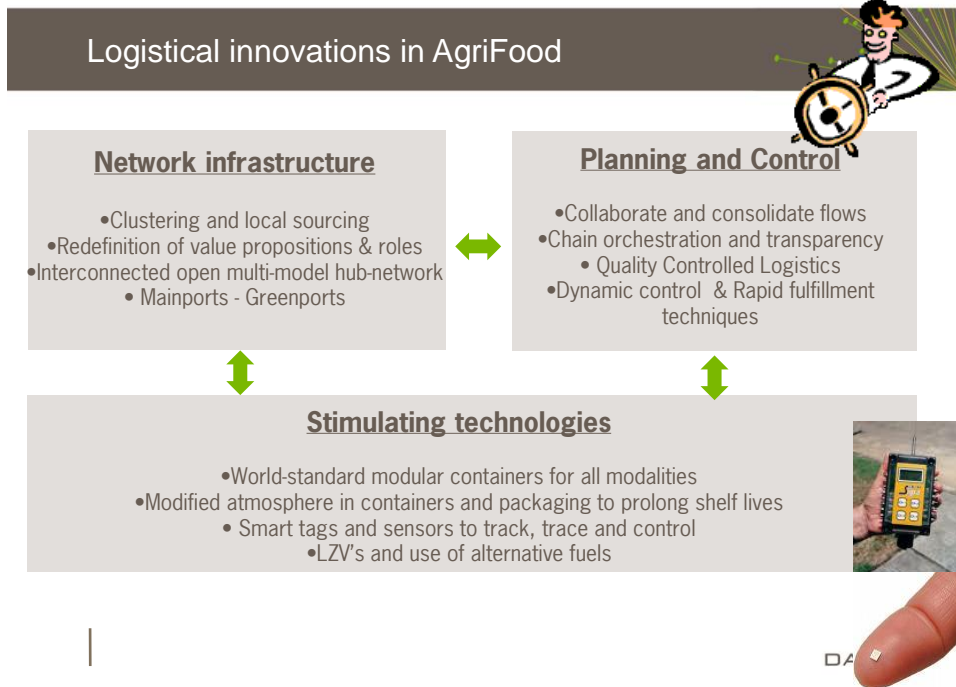 Logistical innovations in AgriFood
Network infrastructure
•Clustering and local sourcing
•Redefinition of value propositions & roles
•Interconnected open multi-model hub-network
• Mainports - Greenports
Planning and Control
•Collaborate and consolidate flows
•Chain orchestration and transparency
• Quality Controlled Logistics
•Dynamic control & Rapid fulfillment
techniques
Stimulating technologies
•World-standard modular containers for all modalities
•Modified atmosphere in containers and packaging to prolong shelf lives
• Smart tags and sensors to track, trace and control
•LZV's and use of alternative fuels